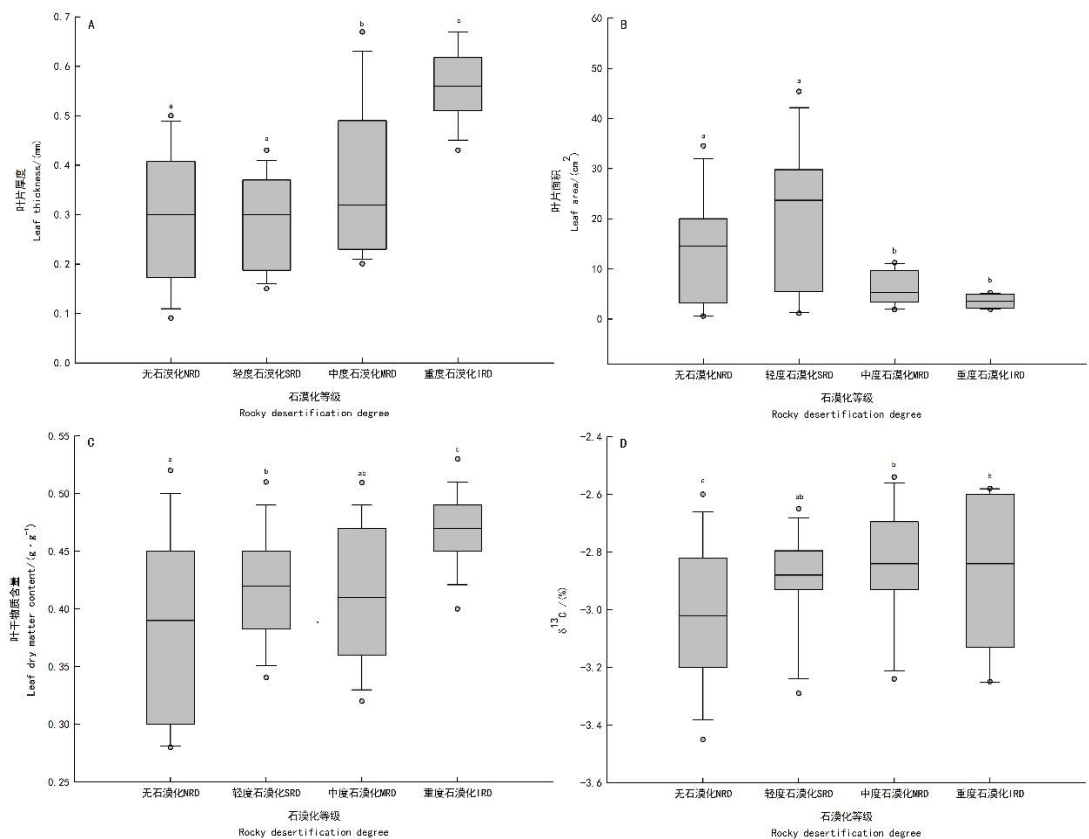 A
0.7
0.6
0.5
0.4
0.3
0.2
0.1
0.0
叶片厚度
Leaf thickness/(mm)
a
a
b
c
无石漠化NRD
轻度石漠化SRD
中度石漠化MRD
重度石漠化IRD
石漠化等级
Rocky desertification degree
B
60
50
40
30
20
10
0
叶片面积
Leaf area/(cm²)
a
a
b
b
无石漠化NRD
轻度石漠化SRD
中度石漠化MRD
重度石漠化IRD
石漠化等级
Rocky desertification degree
C
0.55
0.50
0.45
0.40
0.35
0.30
0.25
叶干物质含量
Leaf dry matter content/(g·g⁻¹)
a
b
ab
c
无石漠化NRD
轻度石漠化SRD
中度石漠化MRD
重度石漠化IRD
石漠化等级
Rocky desertification degree
D
-2.4
-2.6
-2.8
-3.0
-3.2
-3.4
-3.6
δ¹³C /(%)
ab
b
无石漠化NRD
轻度石漠化SRD
中度石漠化MRD
重度石漠化IRD
石漠化等级
Rocky desertification degree